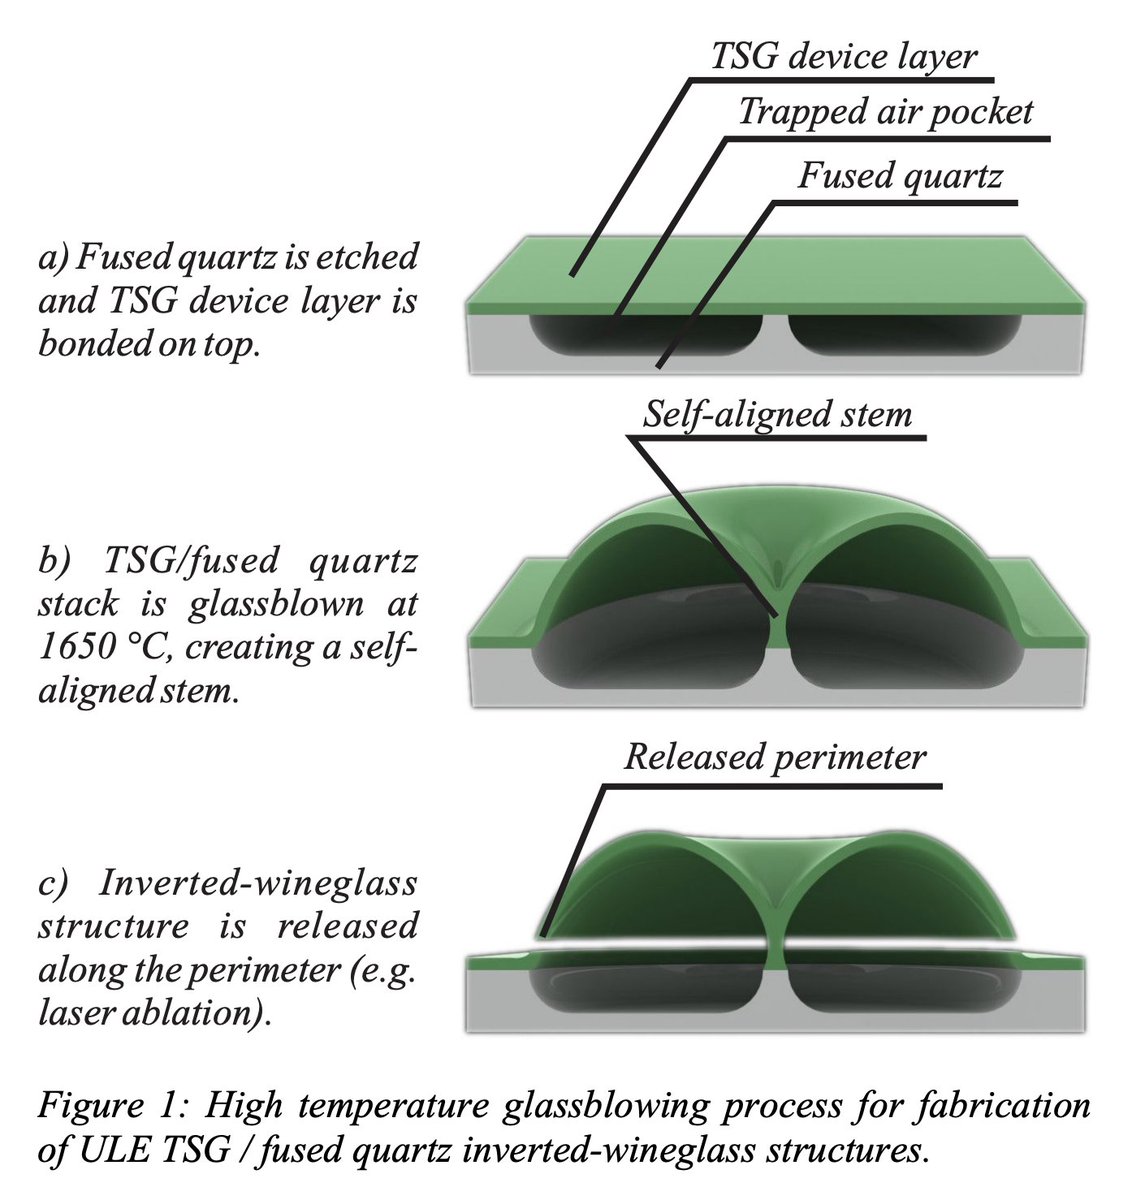 TSG device layer
Trapped air pocket
Fused quartz
a) Fused quartz is etched
and TSG device layer is
bonded on top.
Self-aligned stem
b) TSG/fused quartz
stack is glassblown at
1650 °C, creating a self-
aligned stem.
Released perimeter
c) Inverted-wineglass
structure is released
along the perimeter (e.g.
laser ablation).
Figure 1: High temperature glassblowing process for fabrication
of ULE TSG / fused quartz inverted-wineglass structures.